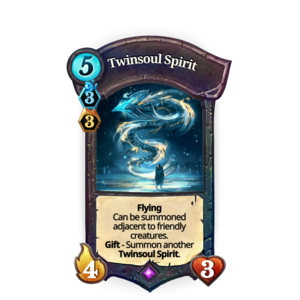 5
Twinsoul Spirit
3
3
Flying
Can be summoned
adjacent to friendly
creatures.
Gift - Summon another
Twinsoul Spirit.
4
3